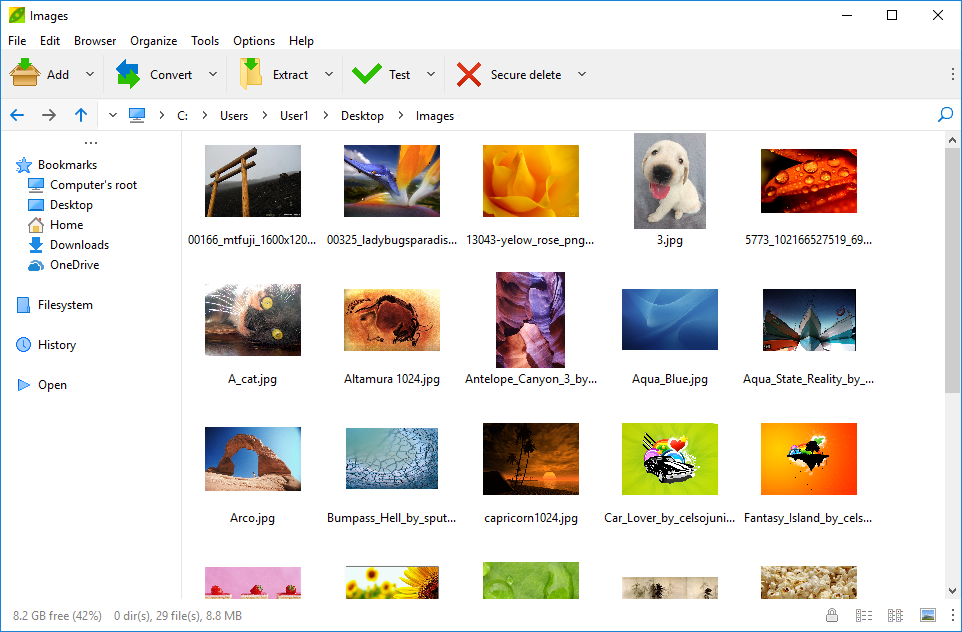 Images
File Edit Browser Organize Tools Options Help
Add Convert Extract Test Secure delete
C: Users User1 Desktop Images
Bookmarks
Computer's root
Desktop
Home
Downloads
OneDrive
Filesystem
History
Open
00166_mtfuji_1600x120... 00325_ladybugsparadis... 13043-yelow_rose_png... 3.jpg 5773_102166527519_69...
A_cat.jpg Altamura 1024.jpg Antelope_Canyon_3_by... Aqua_Blue.jpg Aqua_State_Reality_by_...
Arco.jpg Bumpass_Hell_by_sput... capricorn1024.jpg Car_Lover_by_celsojuni... Fantasy_Island_by_cels...
8.2 GB free (42%) 0 dir(s), 29 file(s), 8.8 MB